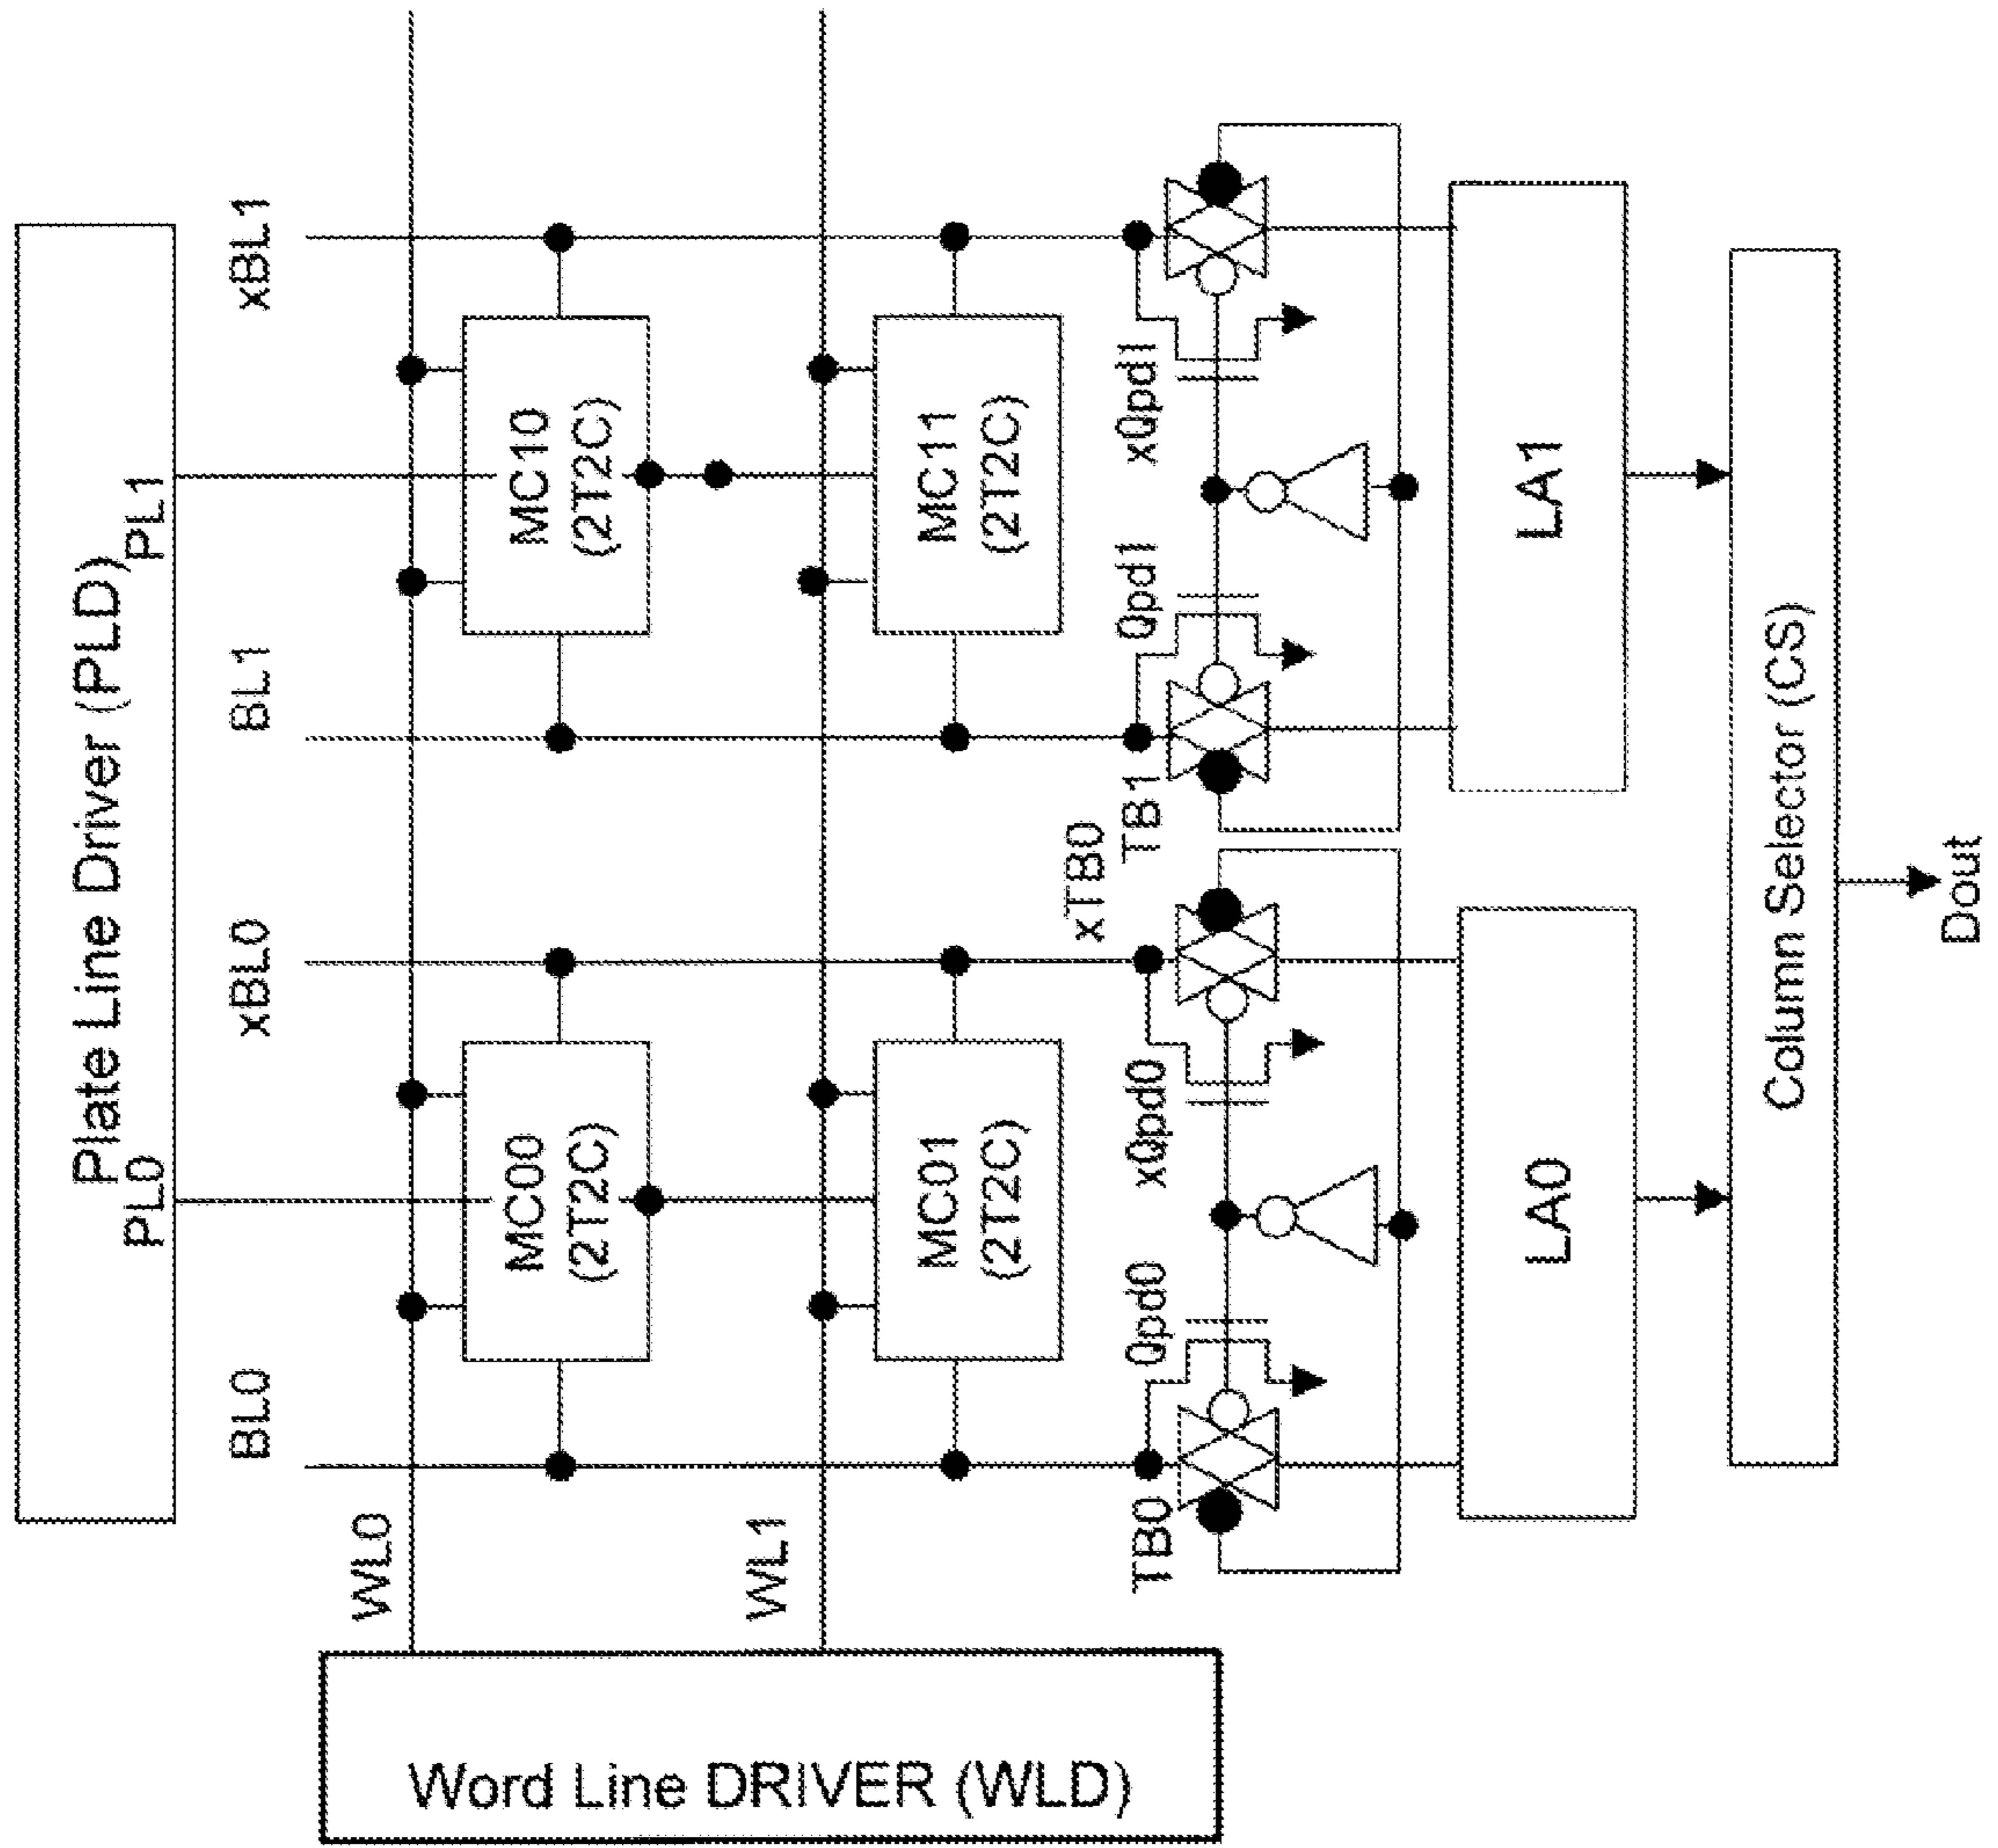 Plate Line Driver (PLD)
PL0
PL1
BL0
xBL0
BL1
xBL1
WL0
MC00
(2T2C)
MC10
(2T2C)
WL1
MC01
(2T2C)
MC11
(2T2C)
Word Line DRIVER (WLD)
xTB0
TB0
Qpd0
xQpd0
TB1
Qpd1
xQpd1
LA0
LA1
Column Selector (CS)
Dout